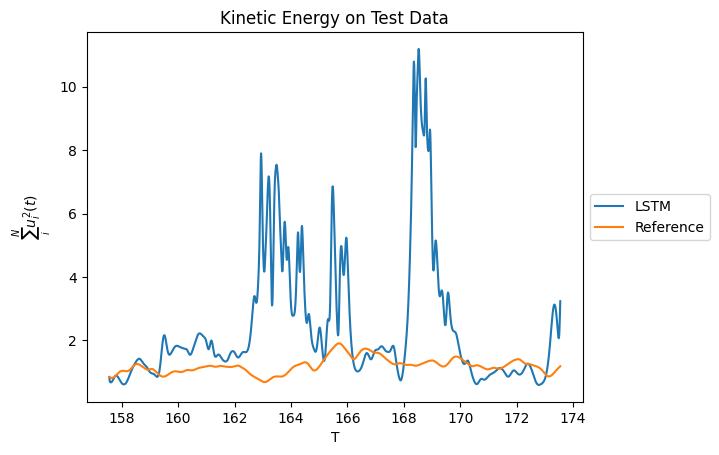 Kinetic Energy on Test Data
10
8
6
4
2
$\sum_i^N u_i^2(t)$
LSTM
Reference
158 160 162 164 166 168 170 172 174
T